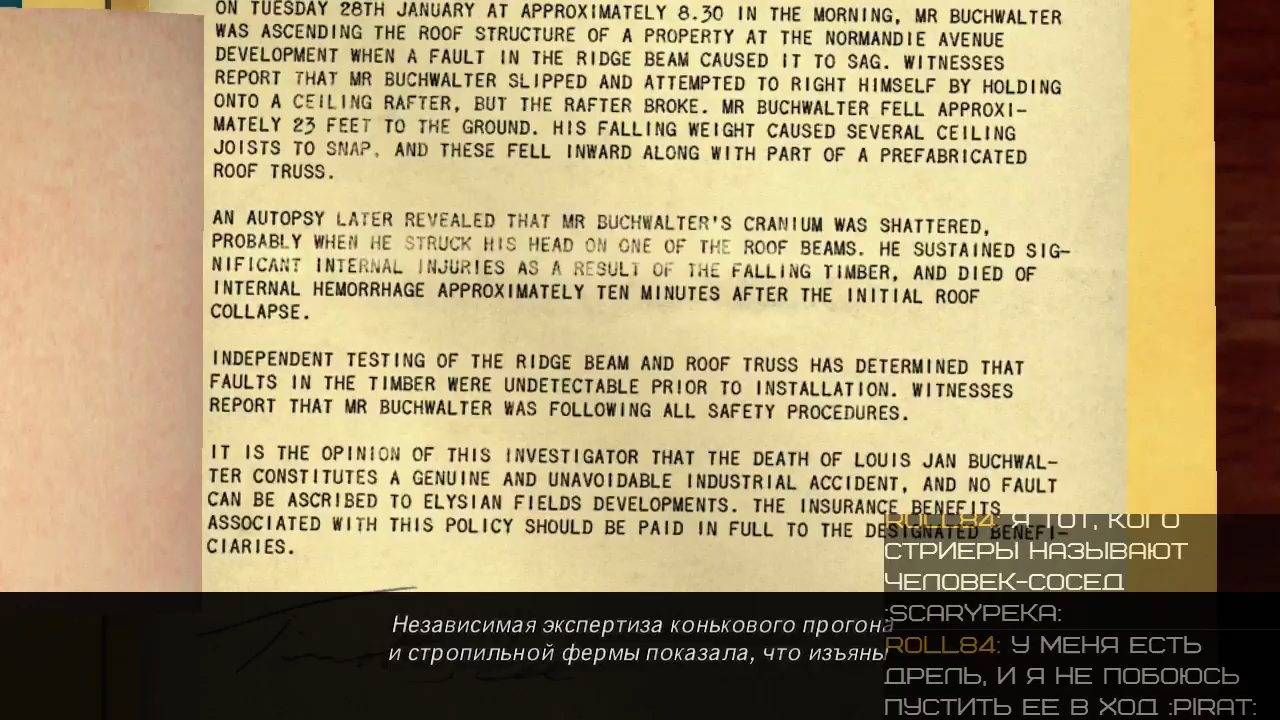 ON TUESDAY 28TH JANUARY AT APPROXIMATELY 8.30 IN THE MORNING, MR BUCHWALTER
WAS ASCENDING THE ROOF STRUCTURE OF A PROPERTY AT THE NORMANDIE AVENUE
DEVELOPMENT WHEN A FAULT IN THE RIDGE BEAM CAUSED IT TO SAG. WITNESSES
REPORT THAT MR BUCHWALTER SLIPPED AND ATTEMPTED TO RIGHT HIMSELF BY HOLDING
ONTO A CEILING RAFTER, BUT THE RAFTER BROKE. MR BUCHWALTER FELL APPROXI-
MATELY 23 FEET TO THE GROUND. HIS FALLING WEIGHT CAUSED SEVERAL CEILING
JOISTS TO SNAP, AND THESE FELL INWARD ALONG WITH PART OF A PREFABRICATED
ROOF TRUSS.
AN AUTOPSY LATER REVEALED THAT MR BUCHWALTER'S CRANIUM WAS SHATTERED,
PROBABLY WHEN HE STRUCK HIS HEAD ON ONE OF THE ROOF BEAMS. HE SUSTAINED SIG-
NIFICANT INTERNAL INJURIES AS A RESULT OF THE FALLING TIMBER, AND DIED OF
INTERNAL HEMORRHAGE APPROXIMATELY TEN MINUTES AFTER THE INITIAL ROOF
COLLAPSE.
INDEPENDENT TESTING OF THE RIDGE BEAM AND ROOF TRUSS HAS DETERMINED THAT
FAULTS IN THE TIMBER WERE UNDETECTABLE PRIOR TO INSTALLATION. WITNESSES
REPORT THAT MR BUCHWALTER WAS FOLLOWING ALL SAFETY PROCEDURES.
IT IS THE OPINION OF THIS INVESTIGATOR THAT THE DEATH OF LOUIS JAN BUCHWAL-
TER CONSTITUTES A GENUINE AND UNAVOIDABLE INDUSTRIAL ACCIDENT, AND NO FAULT
CAN BE ASCRIBED TO ELYSIAN FIELDS DEVELOPMENTS. THE INSURANCE BENEFITS
ASSOCIATED WITH THIS POLICY SHOULD BE PAID IN FULL TO THE DESIGNATED BENEFI-
CIARIES.
Независимая экспертиза конькового прогона
и стропильной фермы показала, что изъяны
ROLL84: Я ТОТ, КОГО
СТРИЕРЫ НАЗЫВАЮТ
ЧЕЛОВЕК-СОСЕД
:SCARYPEKA:
ROLL84: У МЕНЯ ЕСТЬ
ДРЕЛЬ, И Я НЕ ПОБОЮСЬ
ПУСТИТЬ ЕЕ В ХОД :PIRAT: